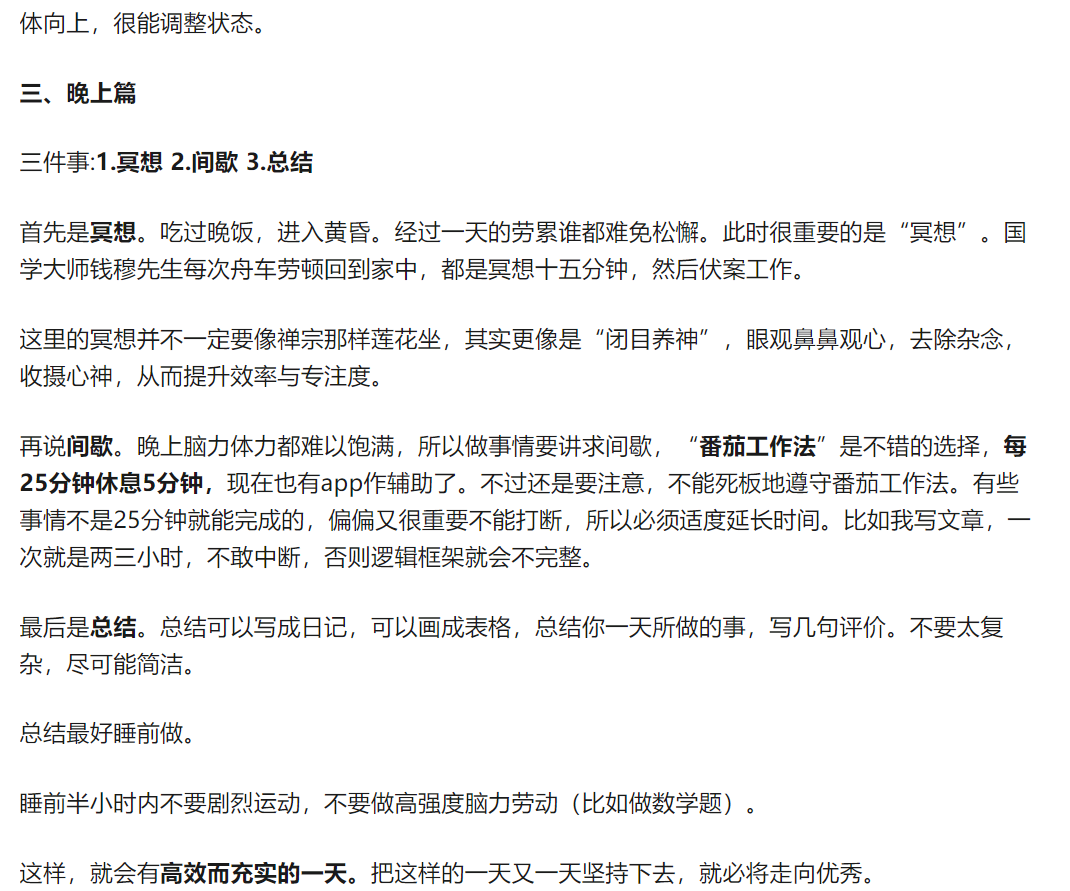 体向上，很能调整状态。
三、晚上篇
三件事:1.冥想 2.间歇 3.总结
首先是冥想。吃过晚饭，进入黄昏。经过一天的劳累谁都难免松懈。此时很重要的是“冥想”。国
学大师钱穆先生每次舟车劳顿回到家中，都是冥想十五分钟，然后伏案工作。
这里的冥想并不一定要像禅宗那样莲花坐，其实更像是“闭目养神”，眼观鼻鼻观心，去除杂念，
收摄心神，从而提升效率与专注度。
再说间歇。晚上脑力体力都难以饱满，所以做事情要讲求间歇，“番茄工作法”是不错的选择，每
25分钟休息5分钟，现在也有app作辅助了。不过还是要注意，不能死板地遵守番茄工作法。有些
事情不是25分钟就能完成的，偏偏又很重要不能打断，所以必须适度延长时间。比如我写文章，一
次就是两三小时，不敢中断，否则逻辑框架就会不完整。
最后是总结。总结可以写成日记，可以画成表格，总结你一天所做的事，写几句评价。不要太复
杂，尽可能简洁。
总结最好睡前做。
睡前半小时内不要剧烈运动，不要做高强度脑力劳动（比如做数学题）。
这样，就会有高效而充实的一天。把这样的一天又一天坚持下去，就必将走向优秀。